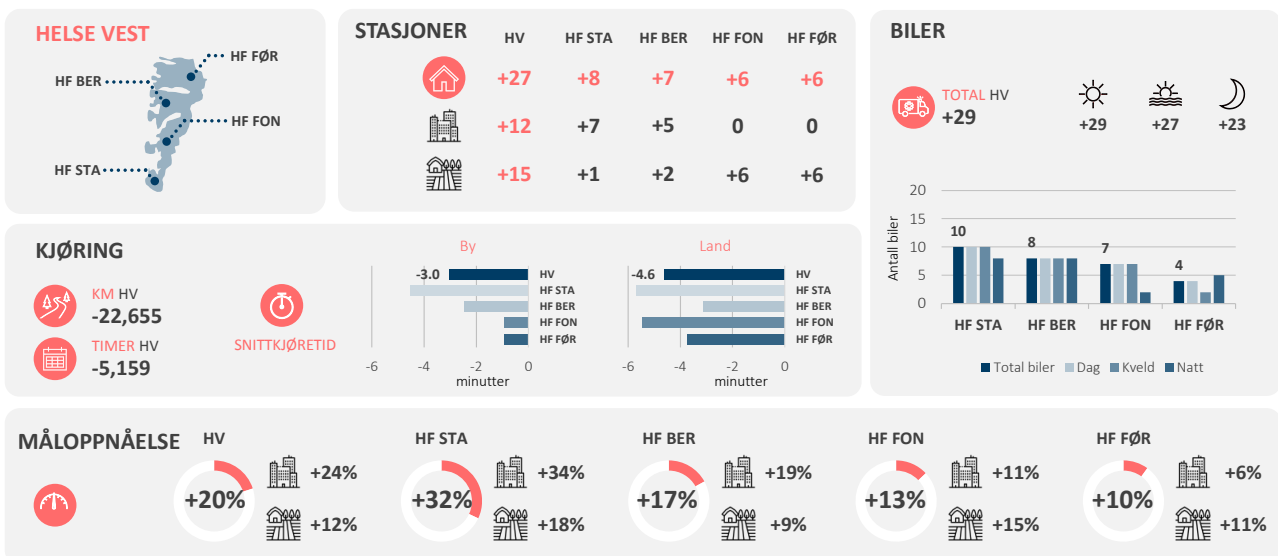 HELSE VEST
HF FØR
HF BER
HF FON
HF STA
STASJONER
HV HF STA HF BER HF FON HF FØR
+27 +8 +7 +6 +6
+12 +7 +5 0 0
+15 +1 +2 +6 +6
BILER
TOTAL HV
+29
+29 +27 +23
Antall biler
20
15
10
5
0
10
8
7
4
HF STA HF BER HF FON HF FØR
Total biler Dag Kveld Natt
KJØRING
KM HV
-22,655
TIMER HV
-5,159
SNITTKJØRETID
By
-3.0
HV
HF STA
HF BER
HF FON
HF FØR
-6 -4 -2 0
minutter
Land
-4.6
HV
HF STA
HF BER
HF FON
HF FØR
-6 -4 -2 0
minutter
MÅLOPPNÅELSE
HV
+20%
+24%
+12%
HF STA
+32%
+34%
+18%
HF BER
+17%
+19%
+9%
HF FON
+13%
+11%
+15%
HF FØR
+10%
+6%
+11%